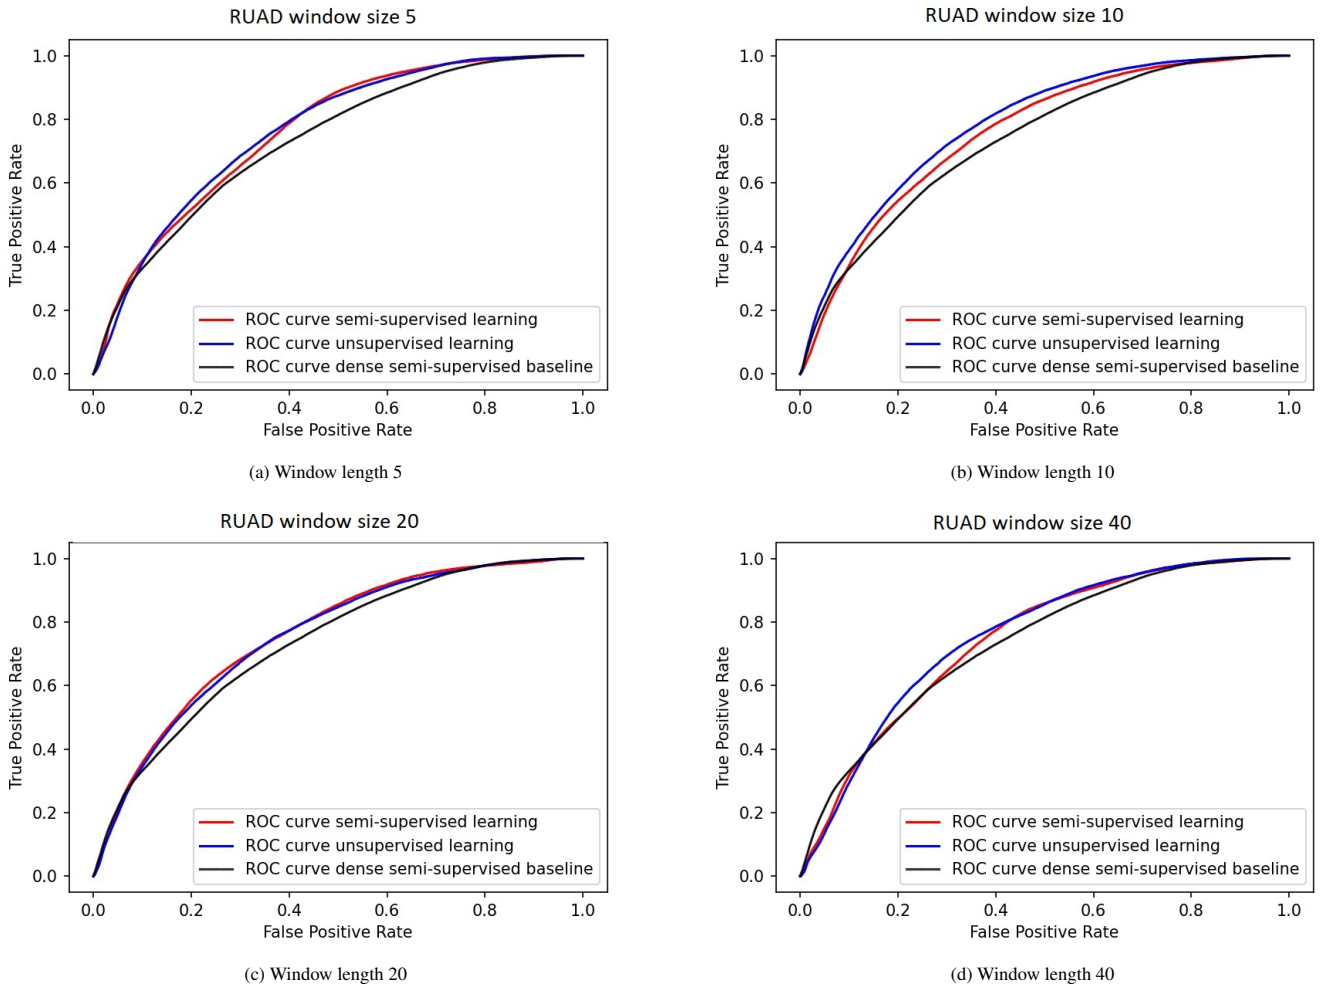 RUAD window size 5
1.0
0.8
0.6
0.4
0.2
0.0
True Positive Rate
ROC curve semi-supervised learning
ROC curve unsupervised learning
ROC curve dense semi-supervised baseline
0.0 0.2 0.4 0.6 0.8 1.0
False Positive Rate
(a) Window length 5
RUAD window size 10
1.0
0.8
0.6
0.4
0.2
0.0
True Positive Rate
ROC curve semi-supervised learning
ROC curve unsupervised learning
ROC curve dense semi-supervised baseline
0.0 0.2 0.4 0.6 0.8 1.0
False Positive Rate
(b) Window length 10
RUAD window size 20
1.0
0.8
0.6
0.4
0.2
0.0
True Positive Rate
ROC curve semi-supervised learning
ROC curve unsupervised learning
ROC curve dense semi-supervised baseline
0.0 0.2 0.4 0.6 0.8 1.0
False Positive Rate
(c) Window length 20
RUAD window size 40
1.0
0.8
0.6
0.4
0.2
0.0
True Positive Rate
ROC curve semi-supervised learning
ROC curve unsupervised learning
ROC curve dense semi-supervised baseline
0.0 0.2 0.4 0.6 0.8 1.0
False Positive Rate
(d) Window length 40